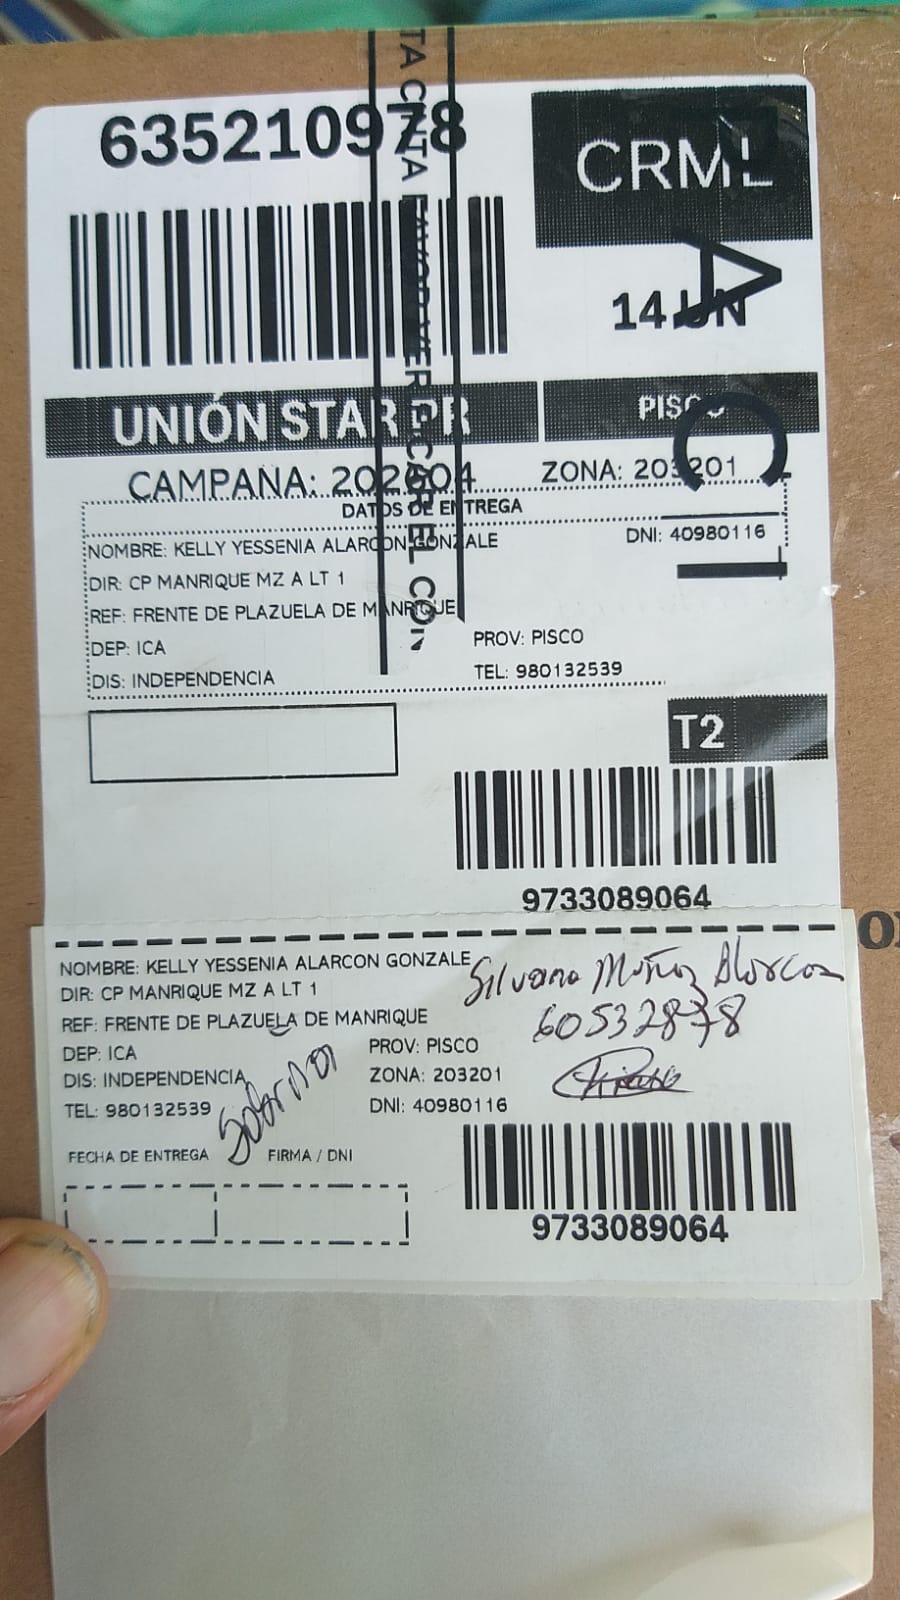 635210978
CRML
14 JUN
UNIÓN STAR PR
PISCO
CAMPAÑA: 202604
ZONA: 203201
DATOS DE ENTREGA
NOMBRE: KELLY YESSENIA ALARCON GONZALE
DNI: 40980116
DIR: CP MANRIQUE MZ A LT 1
REF: FRENTE DE PLAZUELA DE MANRIQUE
DEP: ICA
PROV: PISCO
DIS: INDEPENDENCIA
TEL: 980132539
T2
9733089064
NOMBRE: KELLY YESSENIA ALARCON GONZALE
DIR: CP MANRIQUE MZ A LT 1
REF: FRENTE DE PLAZUELA DE MANRIQUE
DEP: ICA
PROV: PISCO
DIS: INDEPENDENCIA
ZONA: 203201
TEL: 980132539
DNI: 40980116
FECHA DE ENTREGA
FIRMA / DNI
Silvana Muñoz
60532878
9733089064